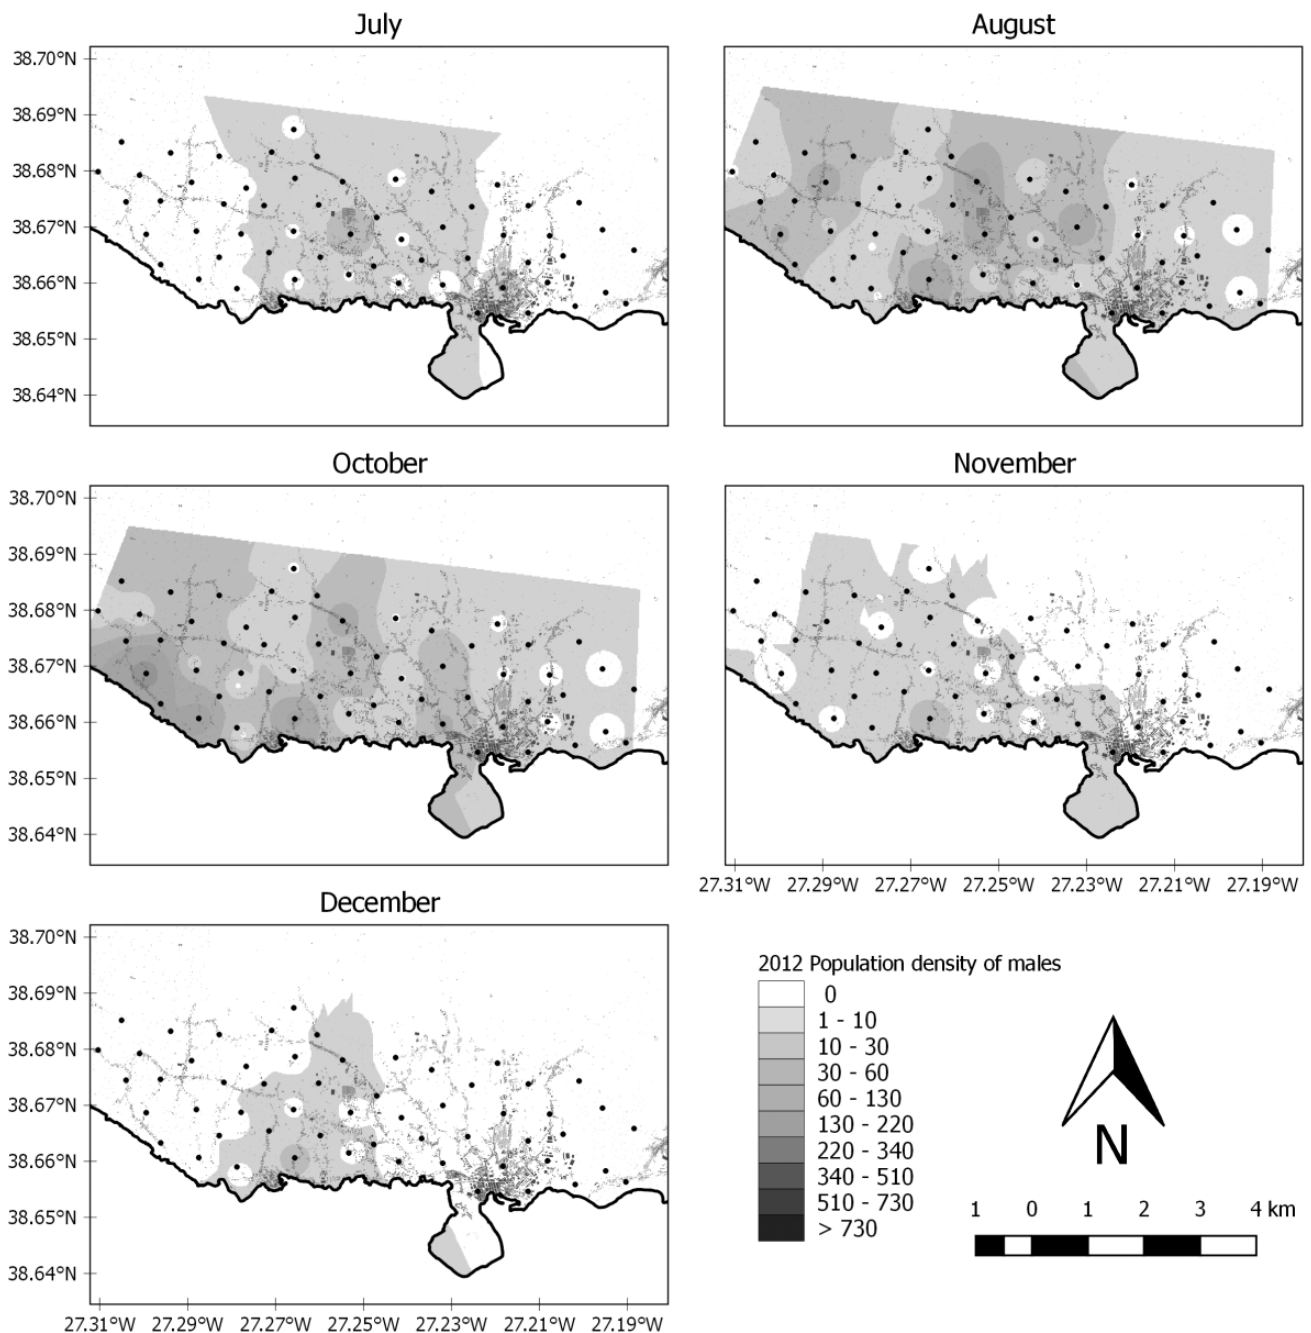 July
August
38.70°N
38.69°N
38.68°N
38.67°N
38.66°N
38.65°N
38.64°N
October
November
38.70°N
38.69°N
38.68°N
38.67°N
38.66°N
38.65°N
38.64°N
27.31°W 27.29°W 27.27°W 27.25°W 27.23°W 27.21°W 27.19°W
December
38.70°N
38.69°N
38.68°N
38.67°N
38.66°N
38.65°N
38.64°N
27.31°W 27.29°W 27.27°W 27.25°W 27.23°W 27.21°W 27.19°W
2012 Population density of males
0
1 - 10
10 - 30
30 - 60
60 - 130
130 - 220
220 - 340
340 - 510
510 - 730
> 730
N
1 0 1 2 3 4 km